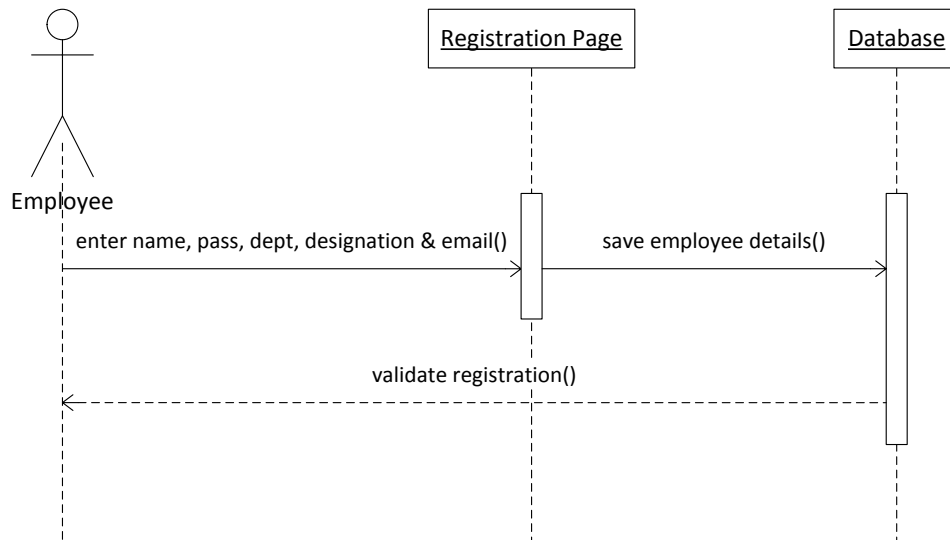 Registration Page
Database
Employee
enter name, pass, dept, designation & email()
save employee details()
validate registration()